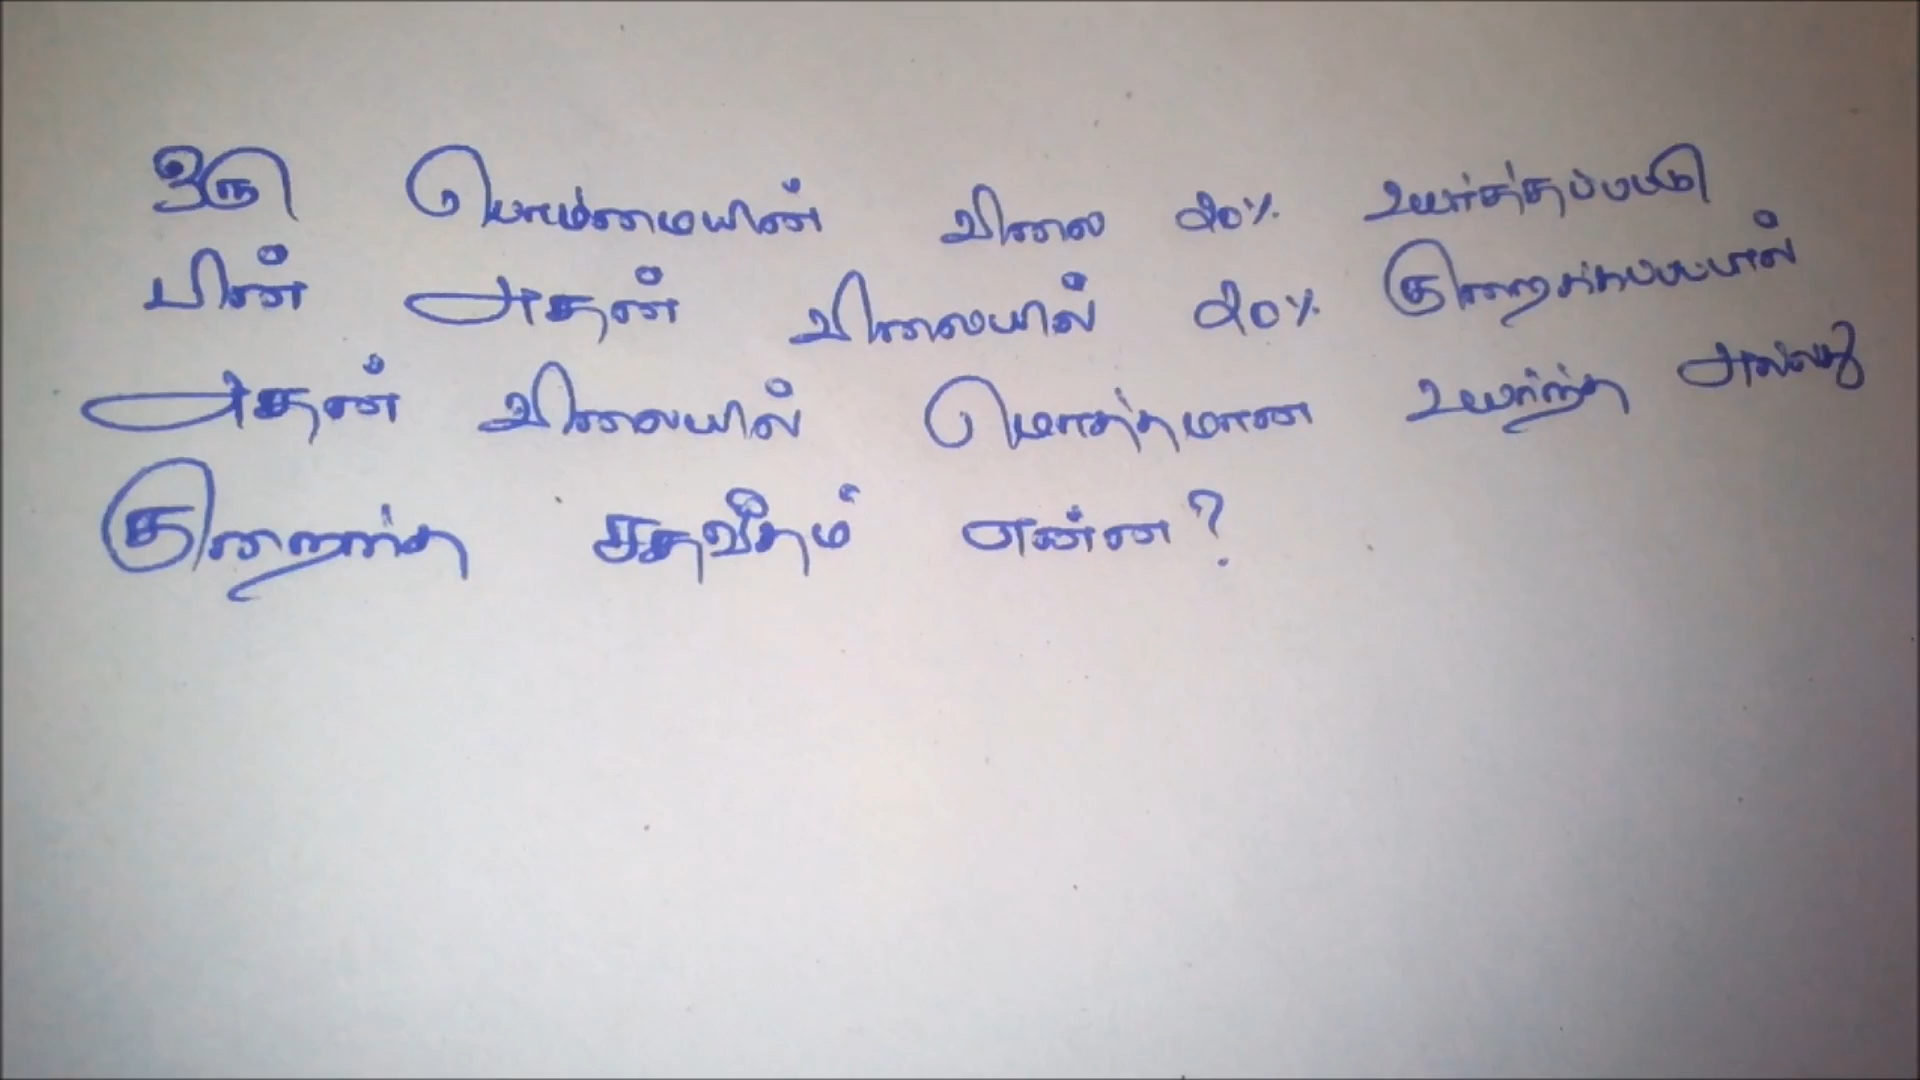 ஒரு பொம்மையின் விலை 20% உயர்த்தப்பட்டு
பின் அதன் விலையில் 20% குறைக்கப்பட்டால்
அதன் விலையில் மொத்தமான உயர்ந்த அல்லது
குறைந்த சதவீதம் என்ன?